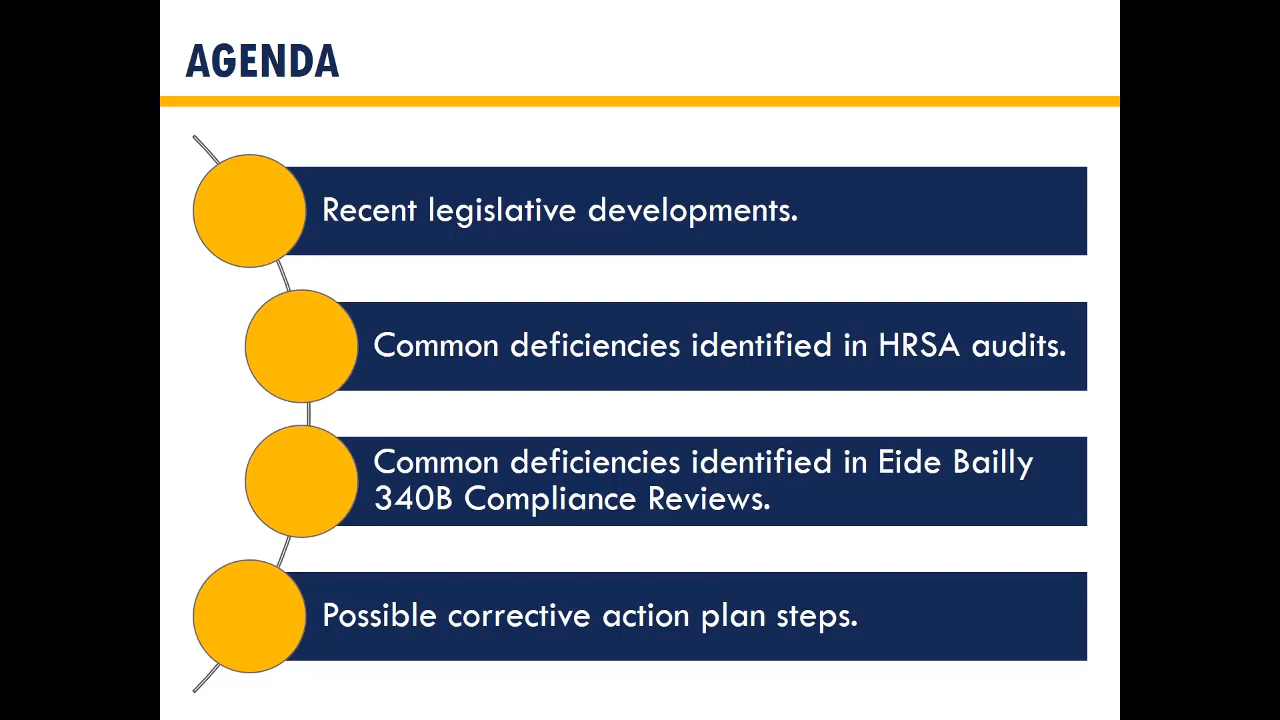 AGENDA
Recent legislative developments.
Common deficiencies identified in HRSA audits.
Common deficiencies identified in Eide Bailly
340B Compliance Reviews.
Possible corrective action plan steps.